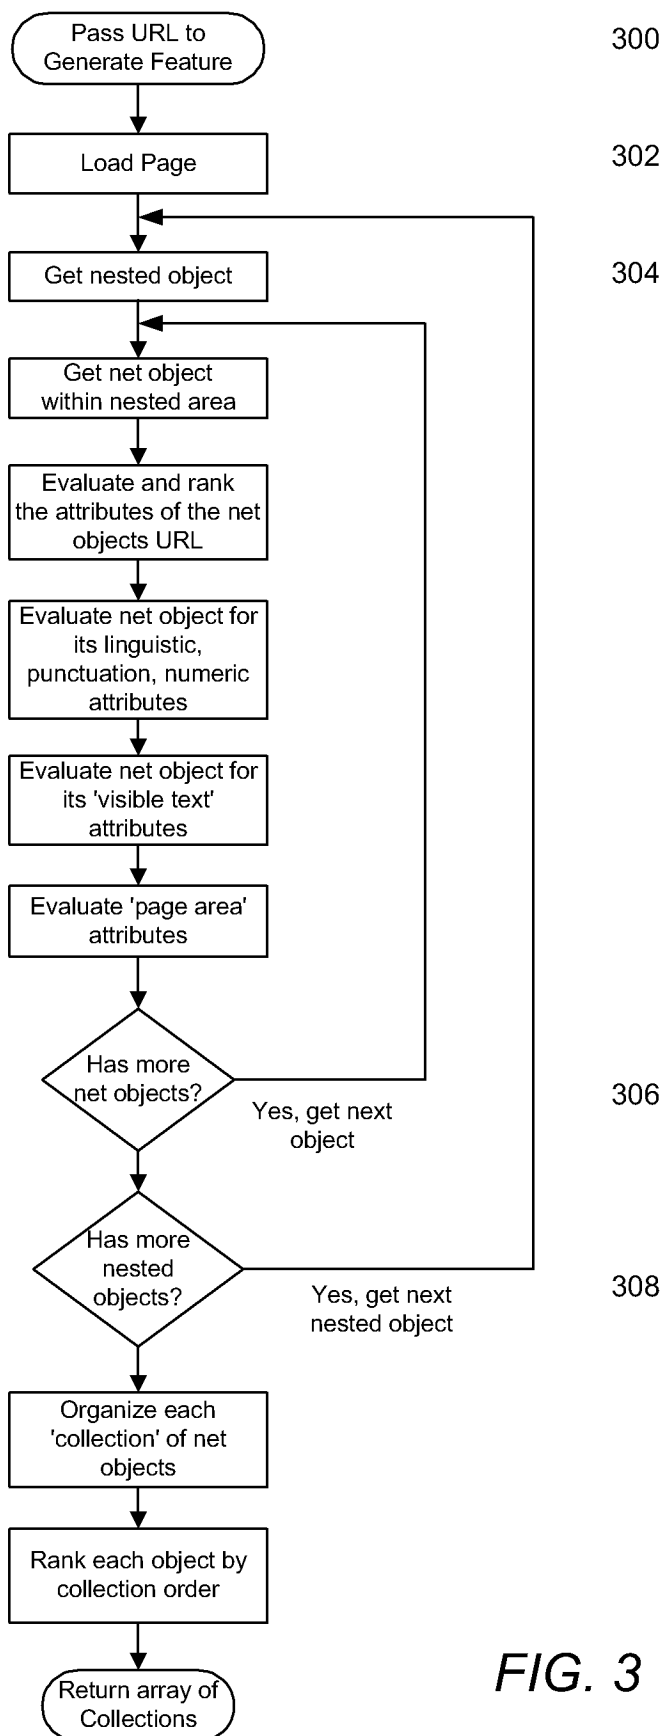 Pass URL to
Generate Feature
300
Load Page
302
Get nested object
304
Get net object
within nested area
Evaluate and rank
the attributes of the net
objects URL
Evaluate net object for
its linguistic,
punctuation, numeric
attributes
Evaluate net object for
its 'visible text'
attributes
Evaluate 'page area'
attributes
Has more
net objects?
Yes, get next
object
306
Has more
nested
objects?
Yes, get next
nested object
308
Organize each
'collection' of net
objects
Rank each object by
collection order
Return array of
Collections
FIG. 3